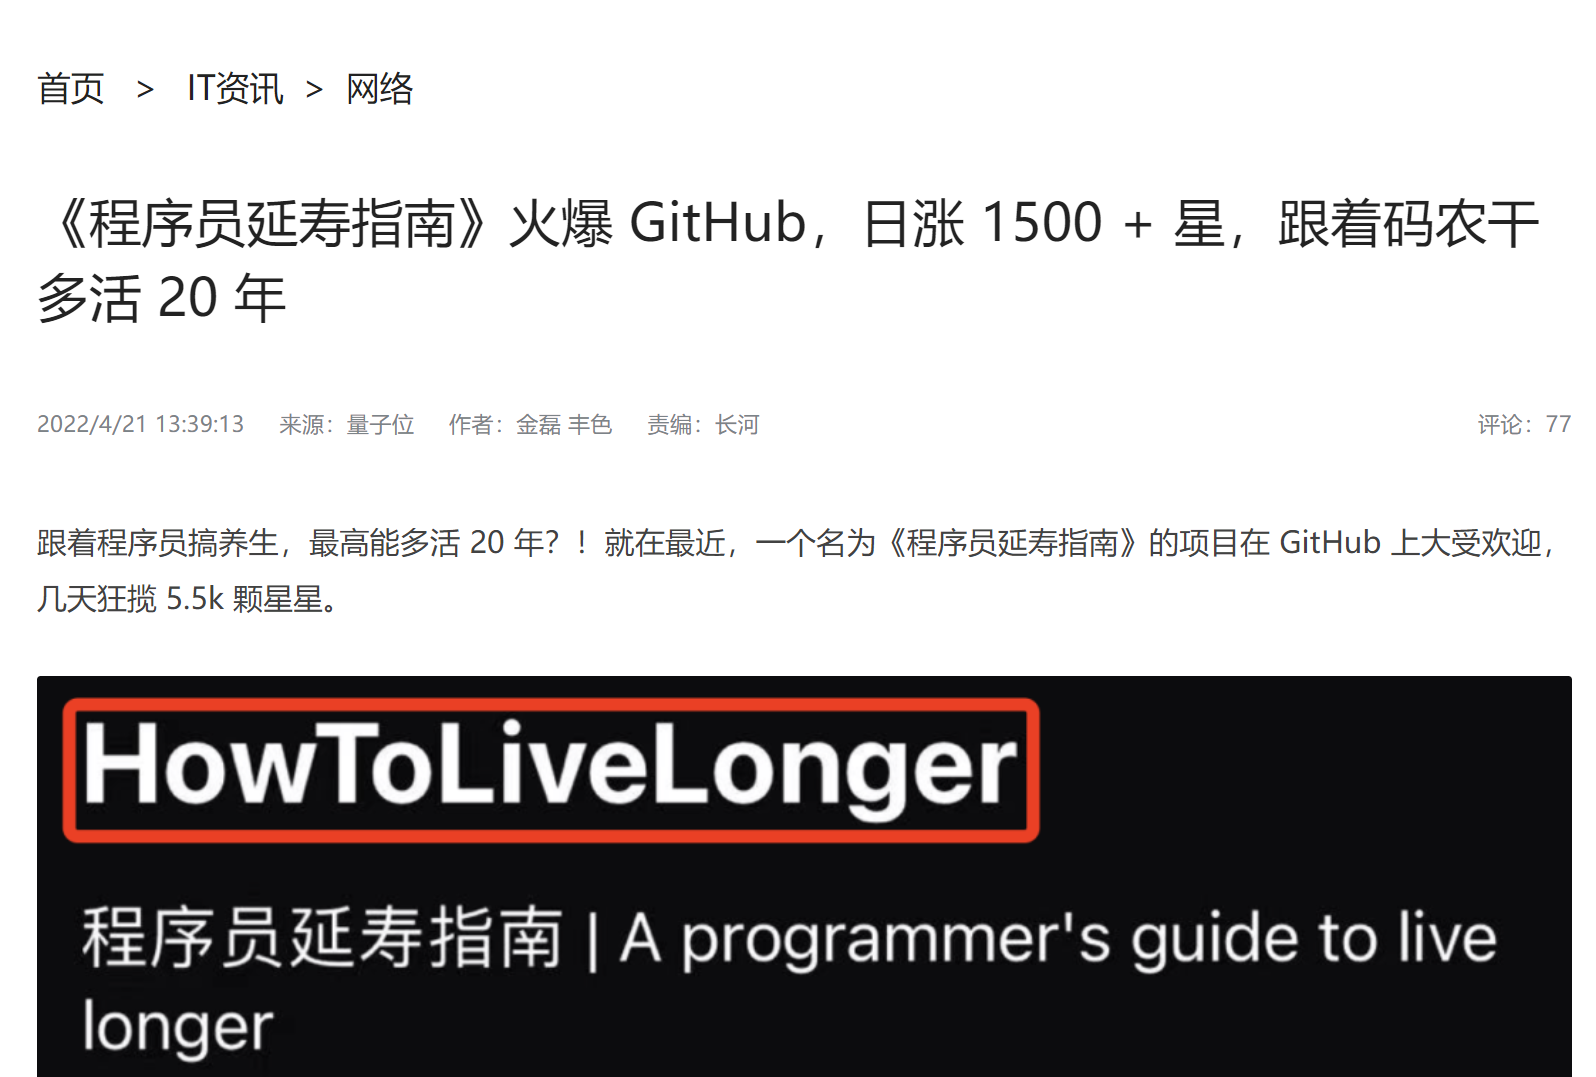 首页 > IT资讯 > 网络
《程序员延寿指南》火爆 GitHub，日涨 1500 + 星，跟着码农干
多活 20 年
2022/4/21 13:39:13 来源：量子位 作者：金磊 丰色 责编：长河 评论：77
跟着程序员搞养生，最高能多活 20 年？！就在最近，一个名为《程序员延寿指南》的项目在 GitHub 上大受欢迎，
几天狂揽 5.5k 颗星星。
HowToLiveLonger
程序员延寿指南 | A programmer's guide to live
longer